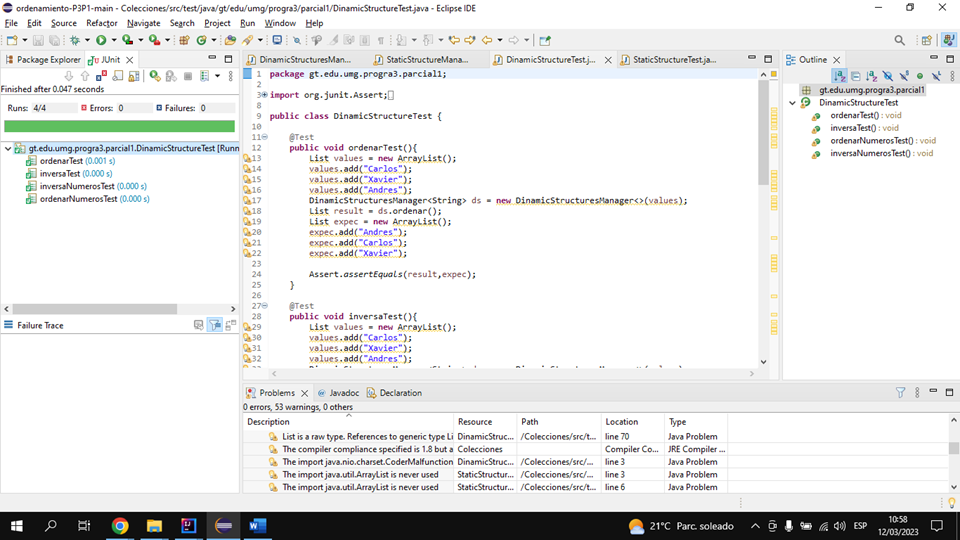 ordenamiento-P3P1-main - Colecciones/src/test/java/gt/edu/umg/progra3/parcial1/DinamicStructureTest.java - Eclipse IDE
File Edit Source Refactor Navigate Search Project Run Window Help
Package Explorer JUnit
Finished after 0.047 seconds
Runs: 4/4 Errors: 0 Failures: 0
gt.edu.umg.progra3.parcial1.DinamicStructureTest [Runn
ordenarTest (0.001 s)
inversaTest (0.000 s)
inversaNumerosTest (0.000 s)
ordenarNumerosTest (0.000 s)
Failure Trace
DinamicStructuresMan... StaticStructureMana... DinamicStructureTest.j... StaticStructureTest.ja...
1 package gt.edu.umg.progra3.parcial1;
2
3 import org.junit.Assert;
9 public class DinamicStructureTest {
10
11 @Test
12 public void ordenarTest(){
13 List values = new ArrayList();
14 values.add("Carlos");
15 values.add("Xavier");
16 values.add("Andres");
17 DinamicStructuresManager<String> ds = new DinamicStructuresManager<>(values);
18 List result = ds.ordenar();
19 List expec = new ArrayList();
20 expec.add("Andres");
21 expec.add("Carlos");
22 expec.add("Xavier");
23
24 Assert.assertEquals(result,expec);
25 }
26
27 @Test
28 public void inversaTest(){
29 List values = new ArrayList();
30 values.add("Carlos");
31 values.add("Xavier");
32 values.add("Andres");
Outline
gt.edu.umg.progra3.parcial1
DinamicStructureTest
ordenarTest() : void
inversaTest() : void
ordenarNumerosTest() : void
inversaNumerosTest() : void
Problems Javadoc Declaration
0 errors, 53 warnings, 0 others
Description Resource Path Location Type
List is a raw type. References to generic type Li DinamicStruc... /Colecciones/src/t... line 70 Java Problem
The compiler compliance specified is 1.8 but a Colecciones Compiler Co... JRE Compiler ...
The import java.nio.charset.CoderMalfunction DinamicStruc... /Colecciones/src/... line 3 Java Problem
The import java.util.ArrayList is never used StaticStructur... /Colecciones/src/... line 3 Java Problem
The import java.util.ArrayList is never used StaticStructur... /Colecciones/src/t... line 6 Java Problem
21°C Parc. soleado ESP 10:58
12/03/2023